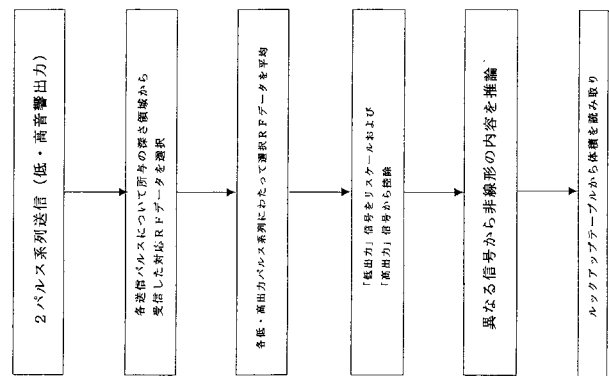 2パルス系列送信（低・高音響出力）
各送信パルスについて所与の深さ領域から
受信した対応RFデータを選択
各低・高出力パルス系列にわたって選択RFデータを平均
「低出力」信号をリスケールおよび
「高出力」信号から控除
異なる信号から非線形の内容を推論
ルックアップテーブルから体積を読み取り